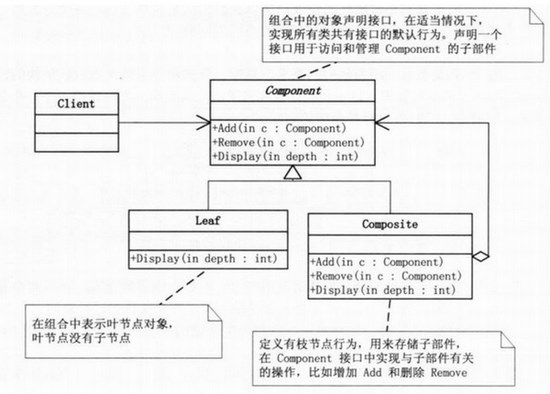 组合中的对象声明接口，在适当情况下，
实现所有类共有接口的默认行为。声明一个
接口用于访问和管理 Component 的子部件
Client
Component
+Add(in c : Component)
+Remove(in c : Component)
+Display(in depth : int)
Leaf
+Display(in depth : int)
Composite
+Add(in c : Component)
+Remove(in c : Component)
+Display(in depth : int)
在组合中表示叶节点对象，
叶节点没有子节点
定义有枝节点行为，用来存储子部件，
在 Component 接口中实现与子部件有关
的操作，比如增加 Add 和删除 Remove